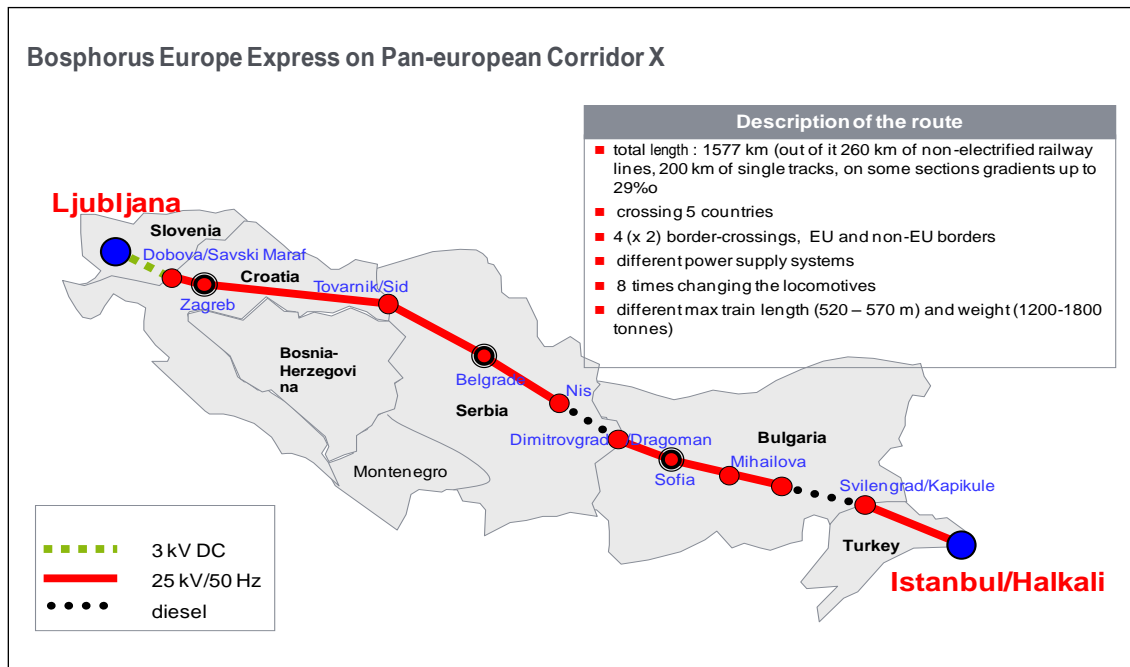 Bosphorus Europe Express on Pan-european Corridor X
Description of the route
total length : 1577 km (out of it 260 km of non-electrified railway
lines, 200 km of single tracks, on some sections gradients up to
29‰
crossing 5 countries
4 (x 2) border-crossings, EU and non-EU borders
different power supply systems
8 times changing the locomotives
different max train length (520 – 570 m) and weight (1200-1800
tonnes)
Ljubljana
Slovenia
Dobova/Savski Maraf
Croatia
Tovarnik/Sid
Zagreb
Bosnia-
Herzegovi
na
Belgrade
Nis
Serbia
Dimitrovgrad/Dragoman
Bulgaria
Montenegro
Mihailova
Sofia
Svilengrad/Kapikule
Turkey
Istanbul/Halkali
3 kV DC
25 kV/50 Hz
diesel